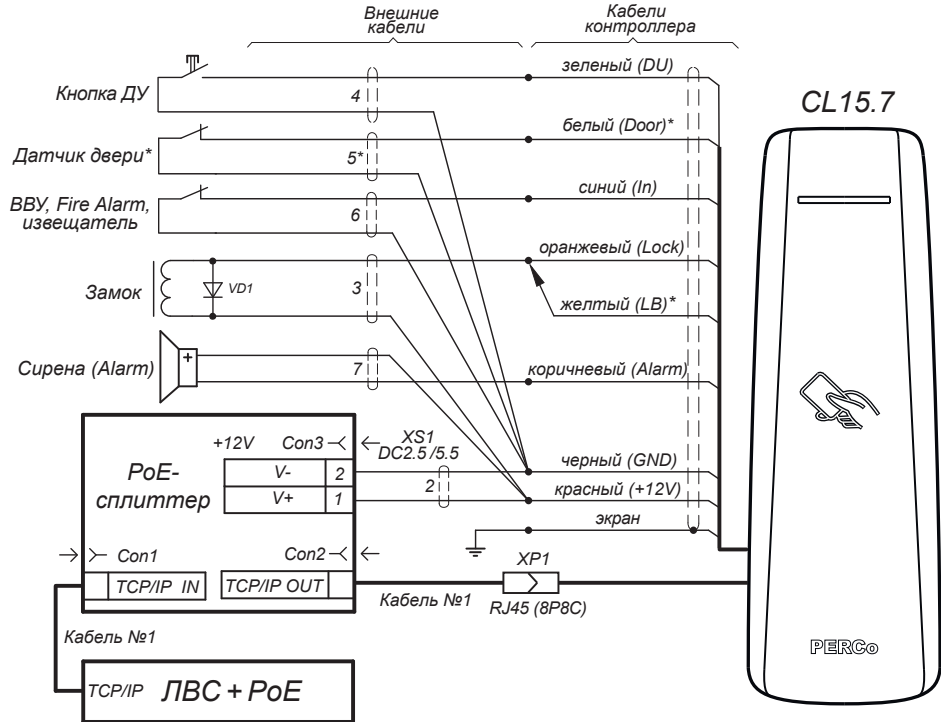 Внешние
кабели
Кабели
контроллера
зеленый (DU)
Кнопка ДУ
4
CL15.7
белый (Door)*
Датчик двери*
5*
синий (In)
ВВУ, Fire Alarm,
извещатель
6
оранжевый (Lock)
Замок
VD1
3
желтый (LB)*
Сирена (Alarm)
+
7
коричневый (Alarm)
PoE-
сплиттер
+12V
Con3
XS1
DC2.5/5.5
V-
2
V+
1
2
черный (GND)
красный (+12V)
экран
Con1
Con2
XP1
TCP/IP IN
TCP/IP OUT
Кабель №1
RJ45 (8P8C)
Кабель №1
PERCo
TCP/IP
ЛВС + PoE